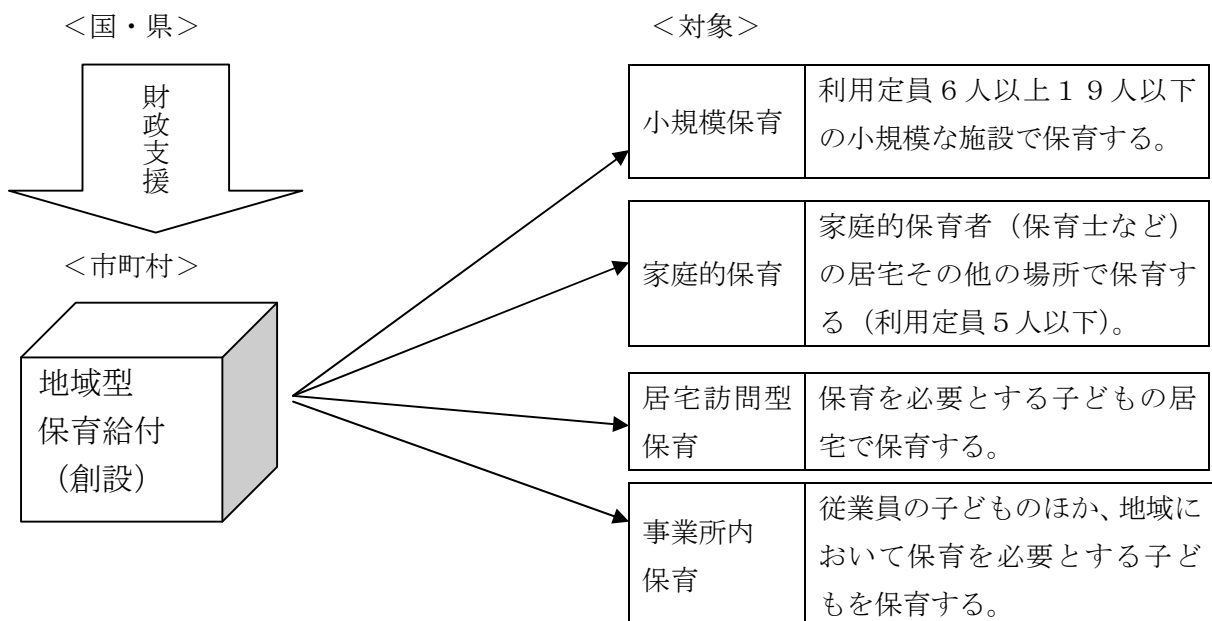 <国・県>
財政支援
<市町村>
地域型
保育給付
(創設)
<対象>
小規模保育
利用定員6人以上19人以下
の小規模な施設で保育する。
家庭的保育
家庭的保育者(保育士など)
の居宅その他の場所で保育す
る(利用定員5人以下)。
居宅訪問型
保育
保育を必要とする子どもの居
宅で保育する。
事業所内
保育
従業員の子どものほか、地域に
おいて保育を必要とする子ど
もを保育する。